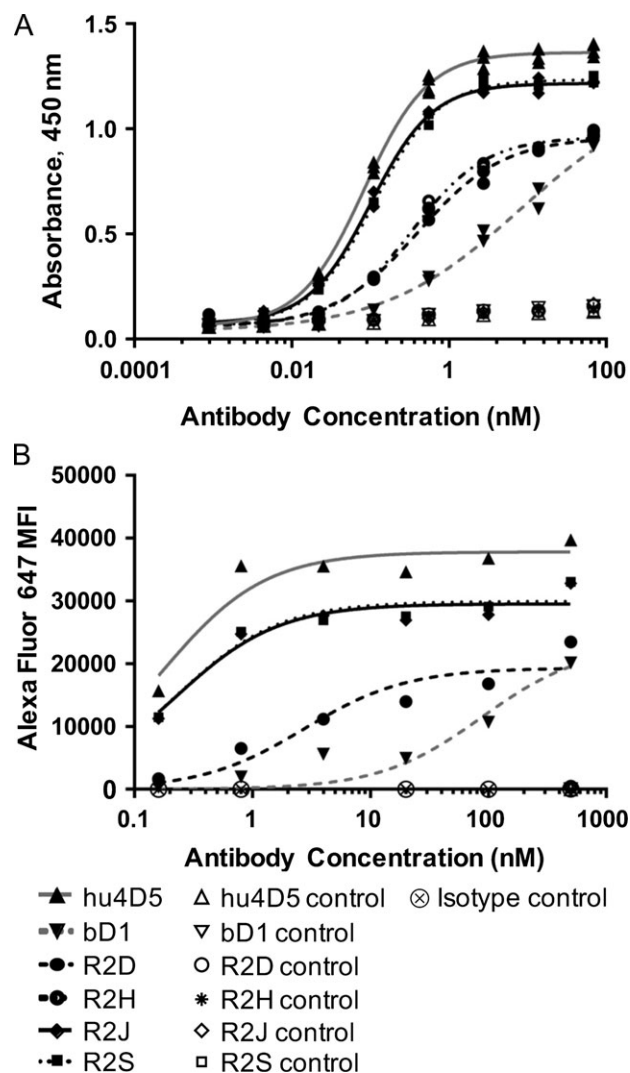 A
Absorbance, 450 nm
1.5
1.0
0.5
0.0
0.0001 0.01 1 100
Antibody Concentration (nM)
B
Alexa Fluor 647 MFI
50000
40000
30000
20000
10000
0
0.1 1 10 100 1000
Antibody Concentration (nM)
hu4D5 hu4D5 control Isotype control
bD1 bD1 control
R2D R2D control
R2H R2H control
R2J R2J control
R2S R2S control